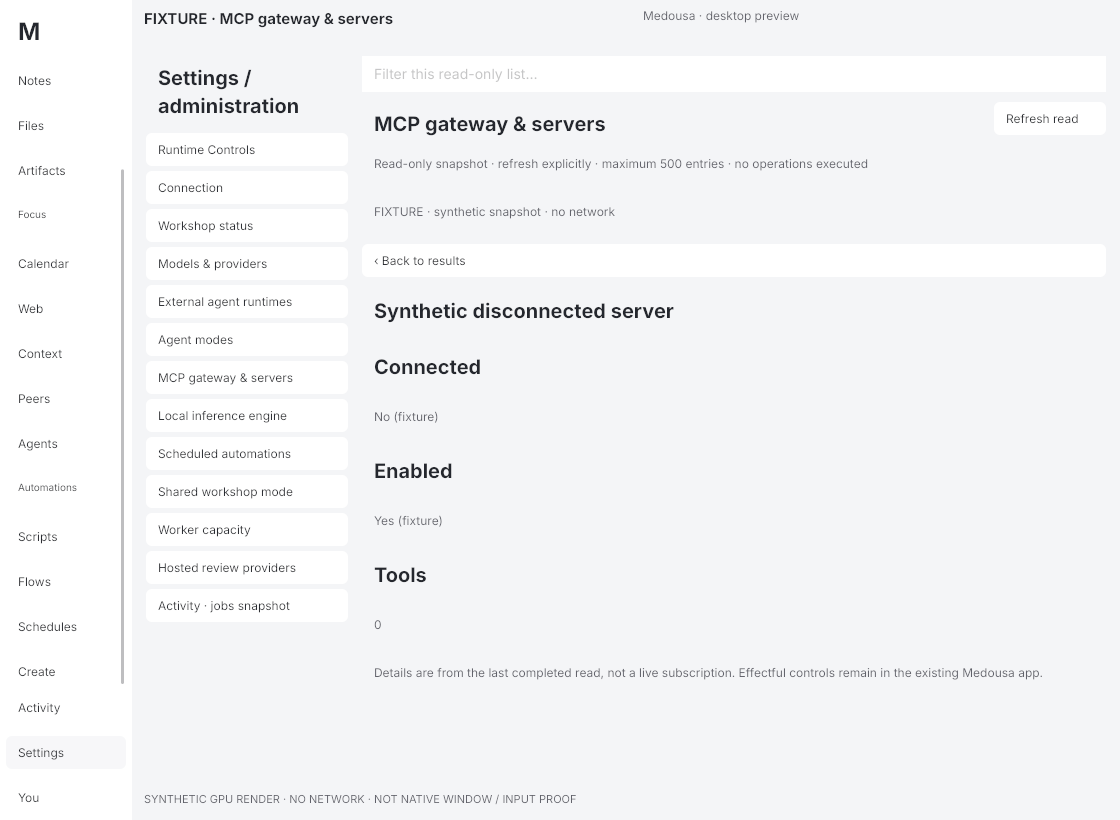 M
Notes
Files
Artifacts
Focus
Calendar
Web
Context
Peers
Agents
Automations
Scripts
Flows
Schedules
Create
Activity
Settings
You
FIXTURE · MCP gateway & servers
Medousa · desktop preview
Settings /
administration
Runtime Controls
Connection
Workshop status
Models & providers
External agent runtimes
Agent modes
MCP gateway & servers
Local inference engine
Scheduled automations
Shared workshop mode
Worker capacity
Hosted review providers
Activity · jobs snapshot
Filter this read-only list...
MCP gateway & servers
Refresh read
Read-only snapshot · refresh explicitly · maximum 500 entries · no operations executed
FIXTURE · synthetic snapshot · no network
‹ Back to results
Synthetic disconnected server
Connected
No (fixture)
Enabled
Yes (fixture)
Tools
0
Details are from the last completed read, not a live subscription. Effectful controls remain in the existing Medousa app.
SYNTHETIC GPU RENDER · NO NETWORK · NOT NATIVE WINDOW / INPUT PROOF